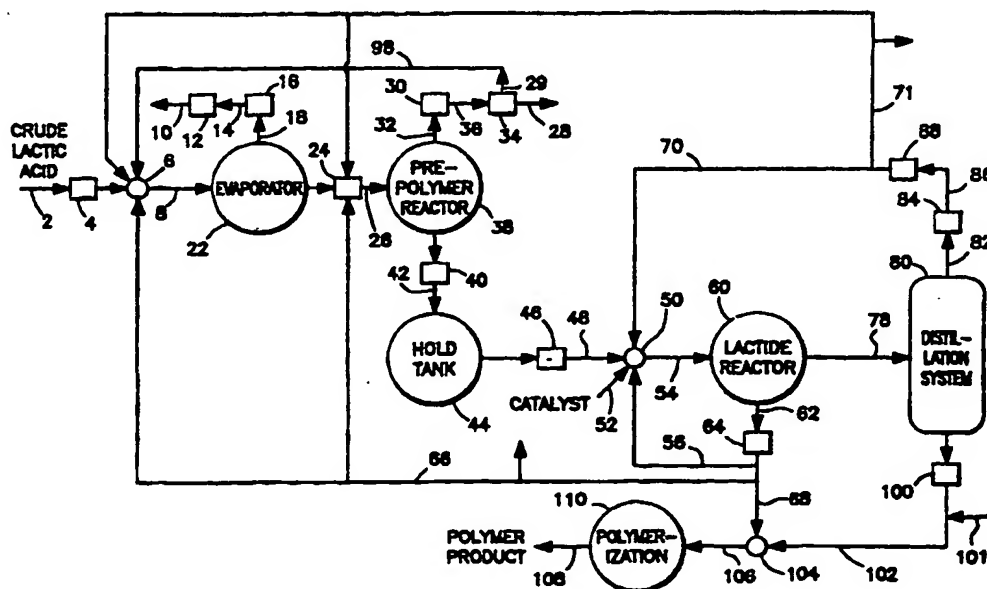 98
16
30
29
71
10
12
14
18
32
36
34
28
70
88
86
CRUDE
LACTIC
ACID
6
24
84
82
2
4
8
EVAPORATOR
22
26
PRE-
POLYMER
REACTOR
38
80
42
40
50
60
78
HOLD
TANK
44
46
48
54
LACTIDE
REACTOR
DISTIL-
LATION
SYSTEM
CATALYST
52
62
64
56
66
68
100
110
POLYMER
PRODUCT
108
POLYMER-
IZATION
106
104
102
101